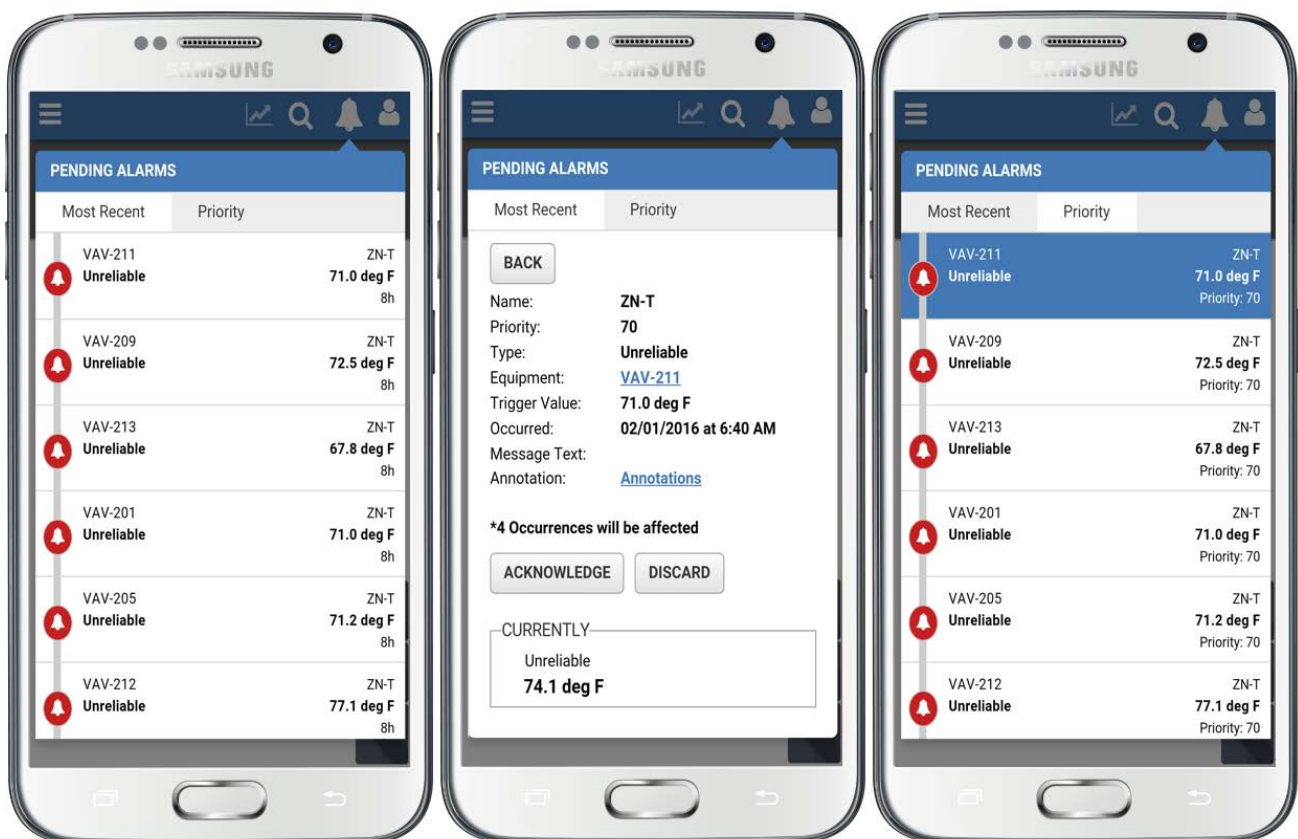 SAMSUNG
PENDING ALARMS
Most Recent Priority
VAV-211 ZN-T
Unreliable 71.0 deg F
8h
VAV-209 ZN-T
Unreliable 72.5 deg F
8h
VAV-213 ZN-T
Unreliable 67.8 deg F
8h
VAV-201 ZN-T
Unreliable 71.0 deg F
8h
VAV-205 ZN-T
Unreliable 71.2 deg F
8h
VAV-212 ZN-T
Unreliable 77.1 deg F
8h
SAMSUNG
PENDING ALARMS
Most Recent Priority
BACK
Name: ZN-T
Priority: 70
Type: Unreliable
Equipment: VAV-211
Trigger Value: 71.0 deg F
Occurred: 02/01/2016 at 6:40 AM
Message Text:
Annotation: Annotations
*4 Occurrences will be affected
ACKNOWLEDGE DISCARD
CURRENTLY
Unreliable
74.1 deg F
SAMSUNG
PENDING ALARMS
Most Recent Priority
VAV-211 ZN-T
Unreliable 71.0 deg F
Priority: 70
VAV-209 ZN-T
Unreliable 72.5 deg F
Priority: 70
VAV-213 ZN-T
Unreliable 67.8 deg F
Priority: 70
VAV-201 ZN-T
Unreliable 71.0 deg F
Priority: 70
VAV-205 ZN-T
Unreliable 71.2 deg F
Priority: 70
VAV-212 ZN-T
Unreliable 77.1 deg F
Priority: 70